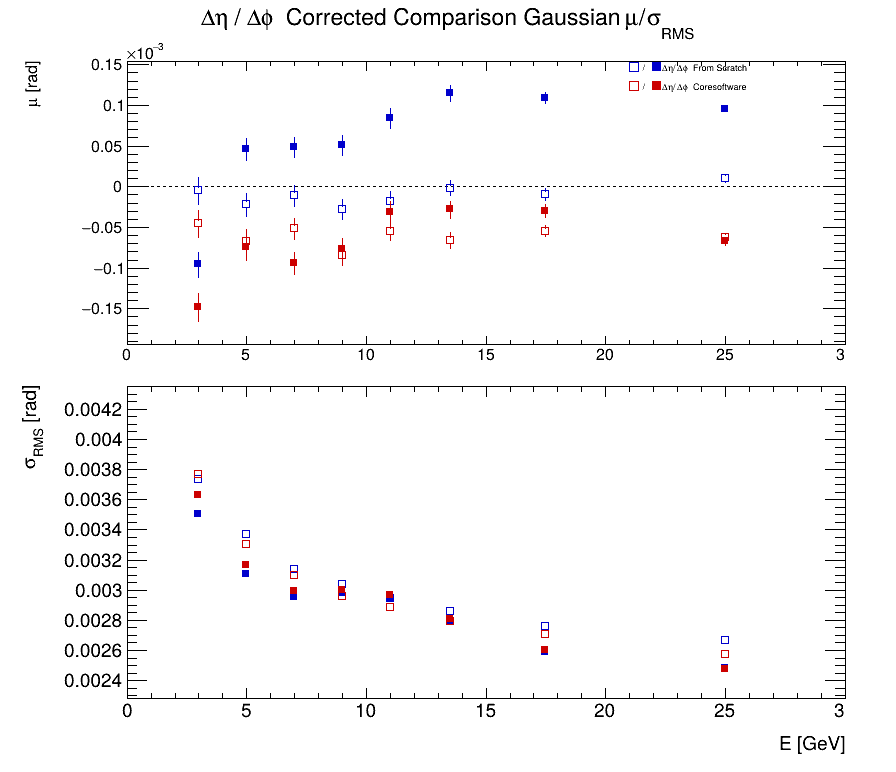 Δη / Δϕ Corrected Comparison Gaussian μ/σ_RMS
×10⁻³
μ [rad]
/ Δη/Δϕ From Scratch
/ Δη/Δϕ Coresoftware
0.15
0.1
0.05
0
−0.05
−0.1
−0.15
0 5 10 15 20 25 3
σ_RMS [rad]
0.0042
0.004
0.0038
0.0036
0.0034
0.0032
0.003
0.0028
0.0026
0.0024
0 5 10 15 20 25 3
E [GeV]